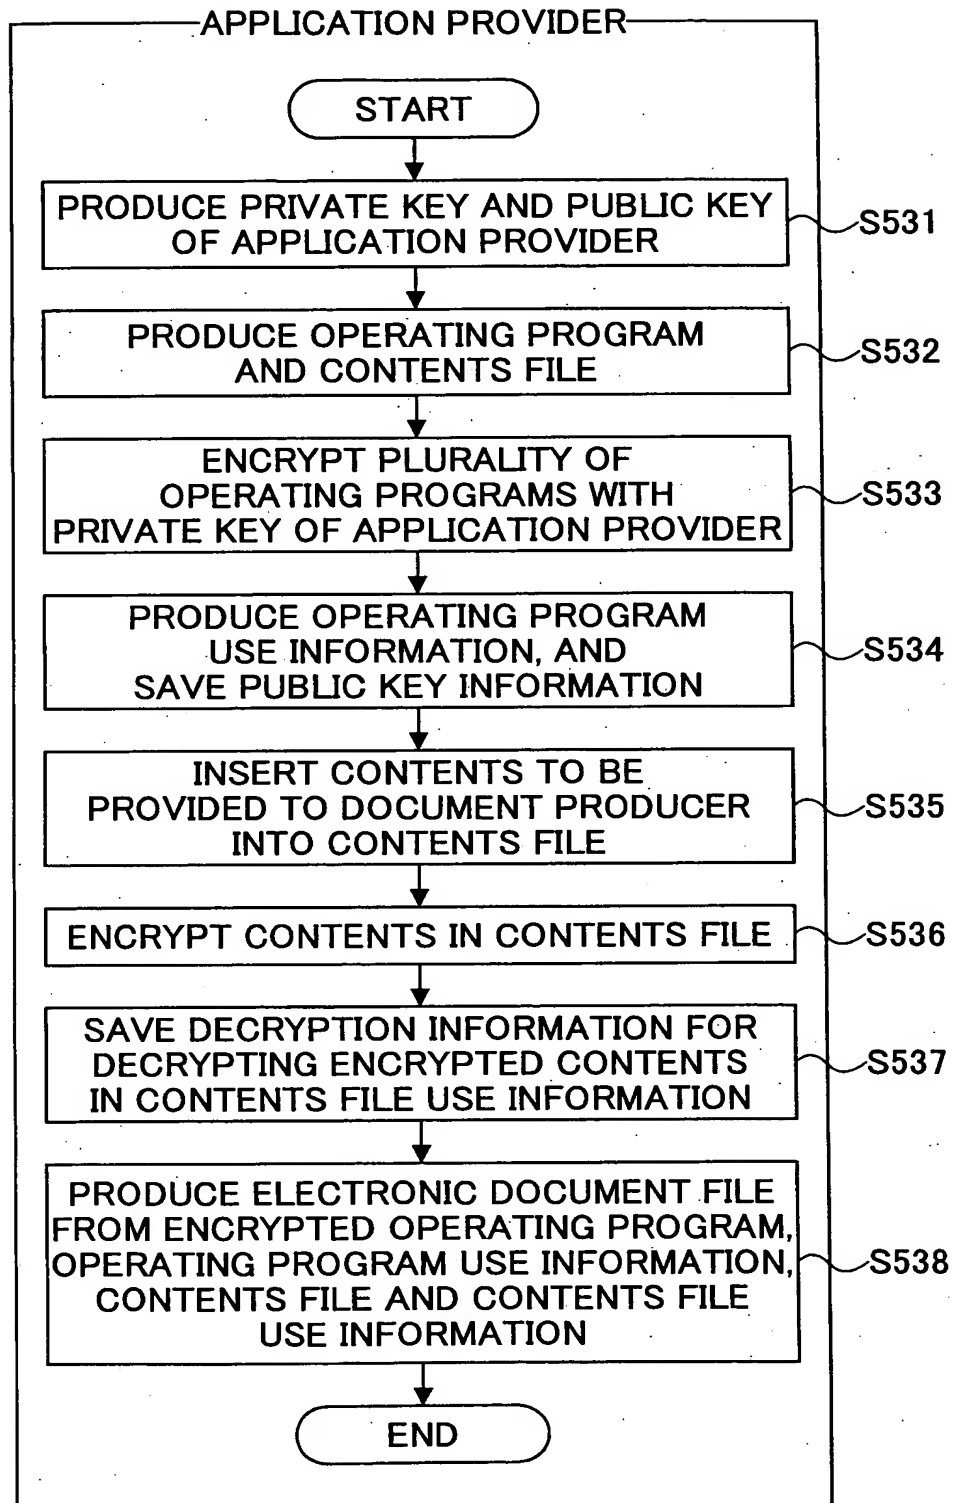 APPLICATION PROVIDER
START
PRODUCE PRIVATE KEY AND PUBLIC KEY
OF APPLICATION PROVIDER
S531
PRODUCE OPERATING PROGRAM
AND CONTENTS FILE
S532
ENCRYPT PLURALITY OF
OPERATING PROGRAMS WITH
PRIVATE KEY OF APPLICATION PROVIDER
S533
PRODUCE OPERATING PROGRAM
USE INFORMATION, AND
SAVE PUBLIC KEY INFORMATION
S534
INSERT CONTENTS TO BE
PROVIDED TO DOCUMENT PRODUCER
INTO CONTENTS FILE
S535
ENCRYPT CONTENTS IN CONTENTS FILE
S536
SAVE DECRYPTION INFORMATION FOR
DECRYPTING ENCRYPTED CONTENTS
IN CONTENTS FILE USE INFORMATION
S537
PRODUCE ELECTRONIC DOCUMENT FILE
FROM ENCRYPTED OPERATING PROGRAM,
OPERATING PROGRAM USE INFORMATION,
CONTENTS FILE AND CONTENTS FILE
USE INFORMATION
S538
END